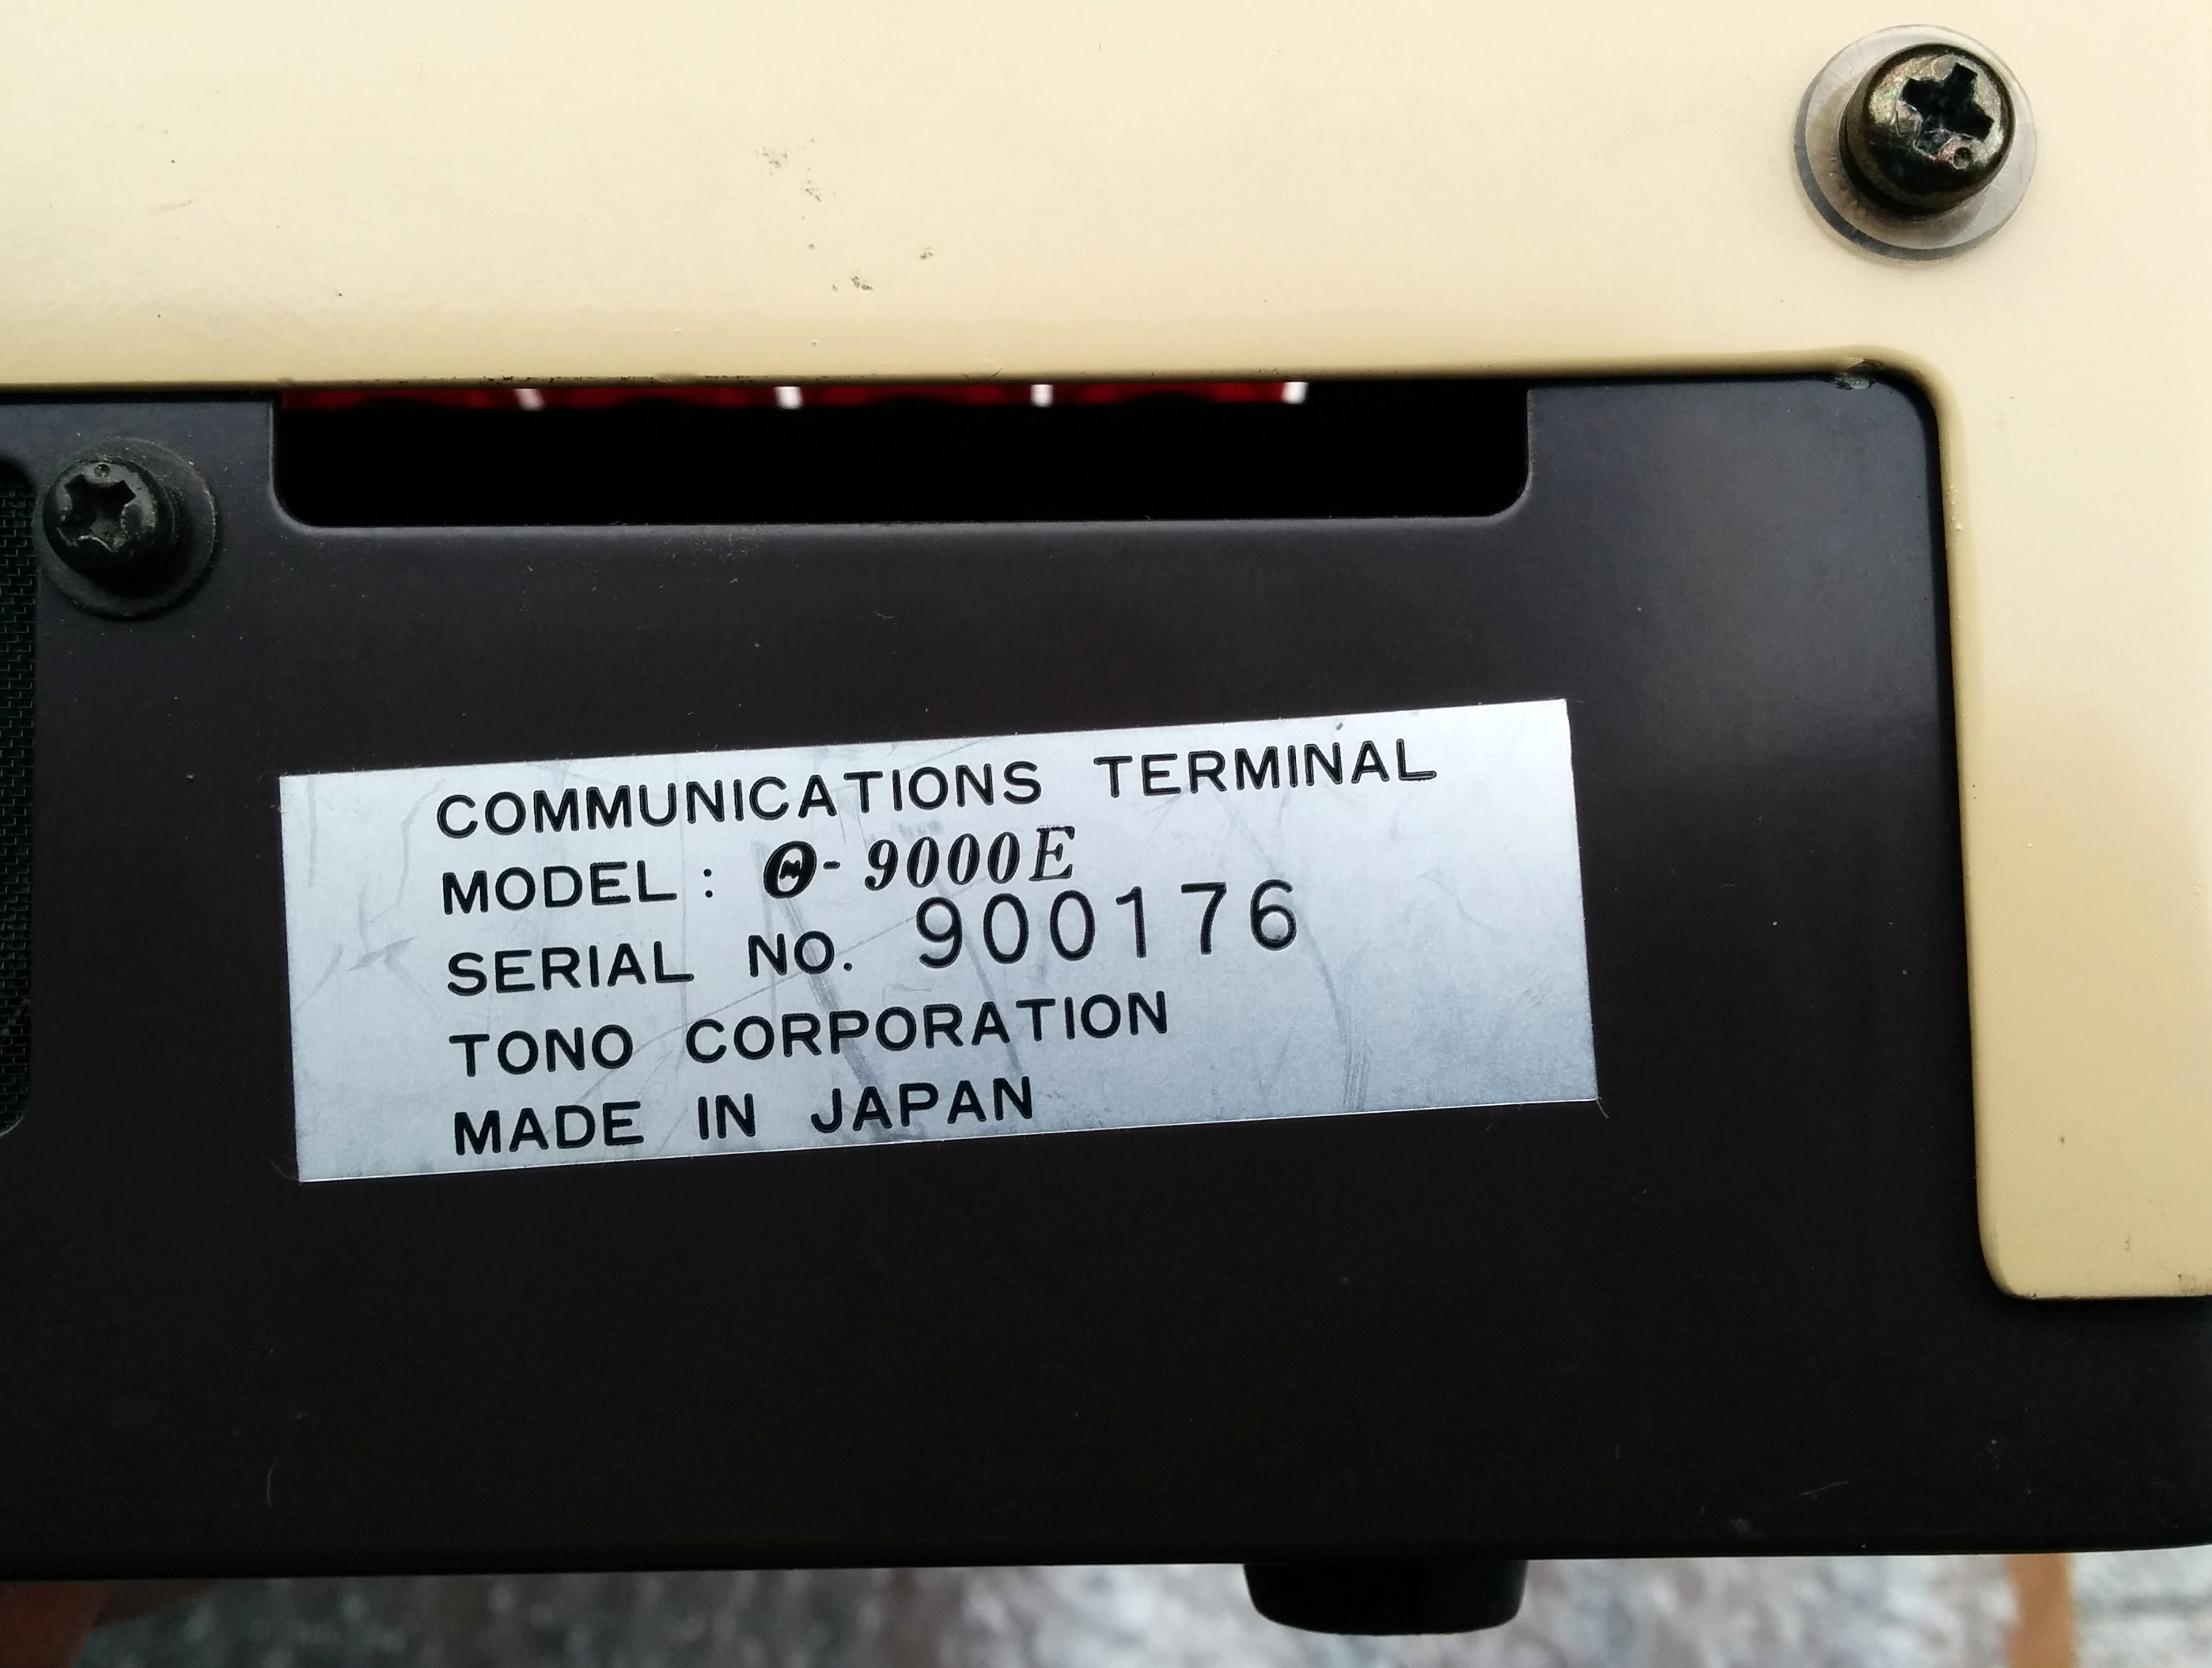 COMMUNICATIONS TERMINAL
MODEL: Θ-9000E
SERIAL NO. 900176
TONO CORPORATION
MADE IN JAPAN